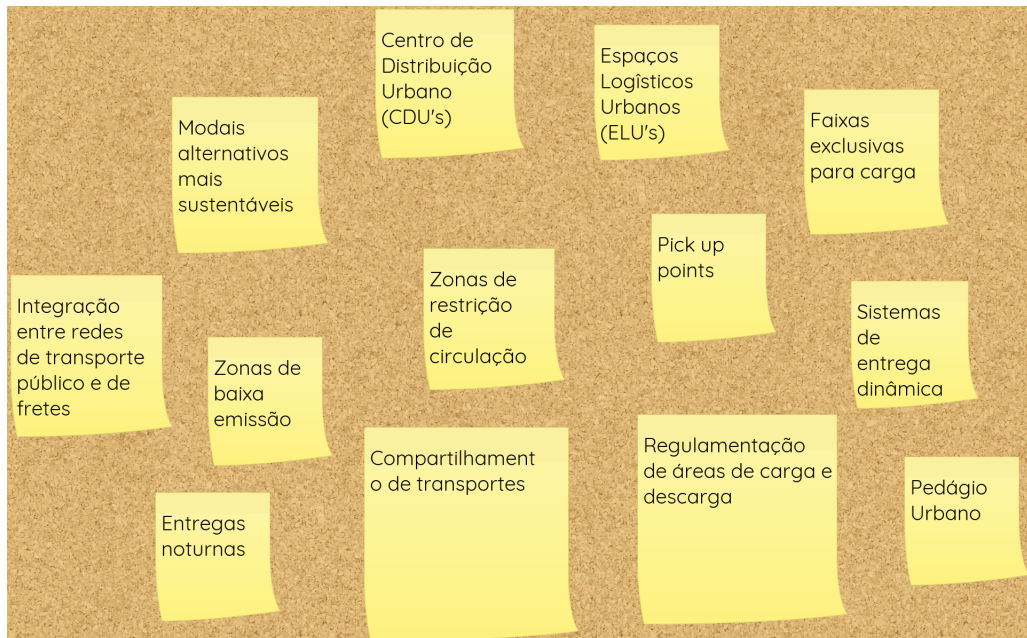 Centro de
Distribuição
Urbano
(CDU's)
Espaços
Logîsticos
Urbanos
(ELU's)
Faixas
exclusivas
para carga
Modais
alternativos
mais
sustentáveis
Pick up
points
Zonas de
restrição
de
circulação
Integração
entre redes
de transporte
público e de
fretes
Sistemas
de
entrega
dinâmica
Zonas de
baixa
emissão
Compartilhament
o de transportes
Regulamentação
de áreas de carga e
descarga
Pedágio
Urbano
Entregas
noturnas